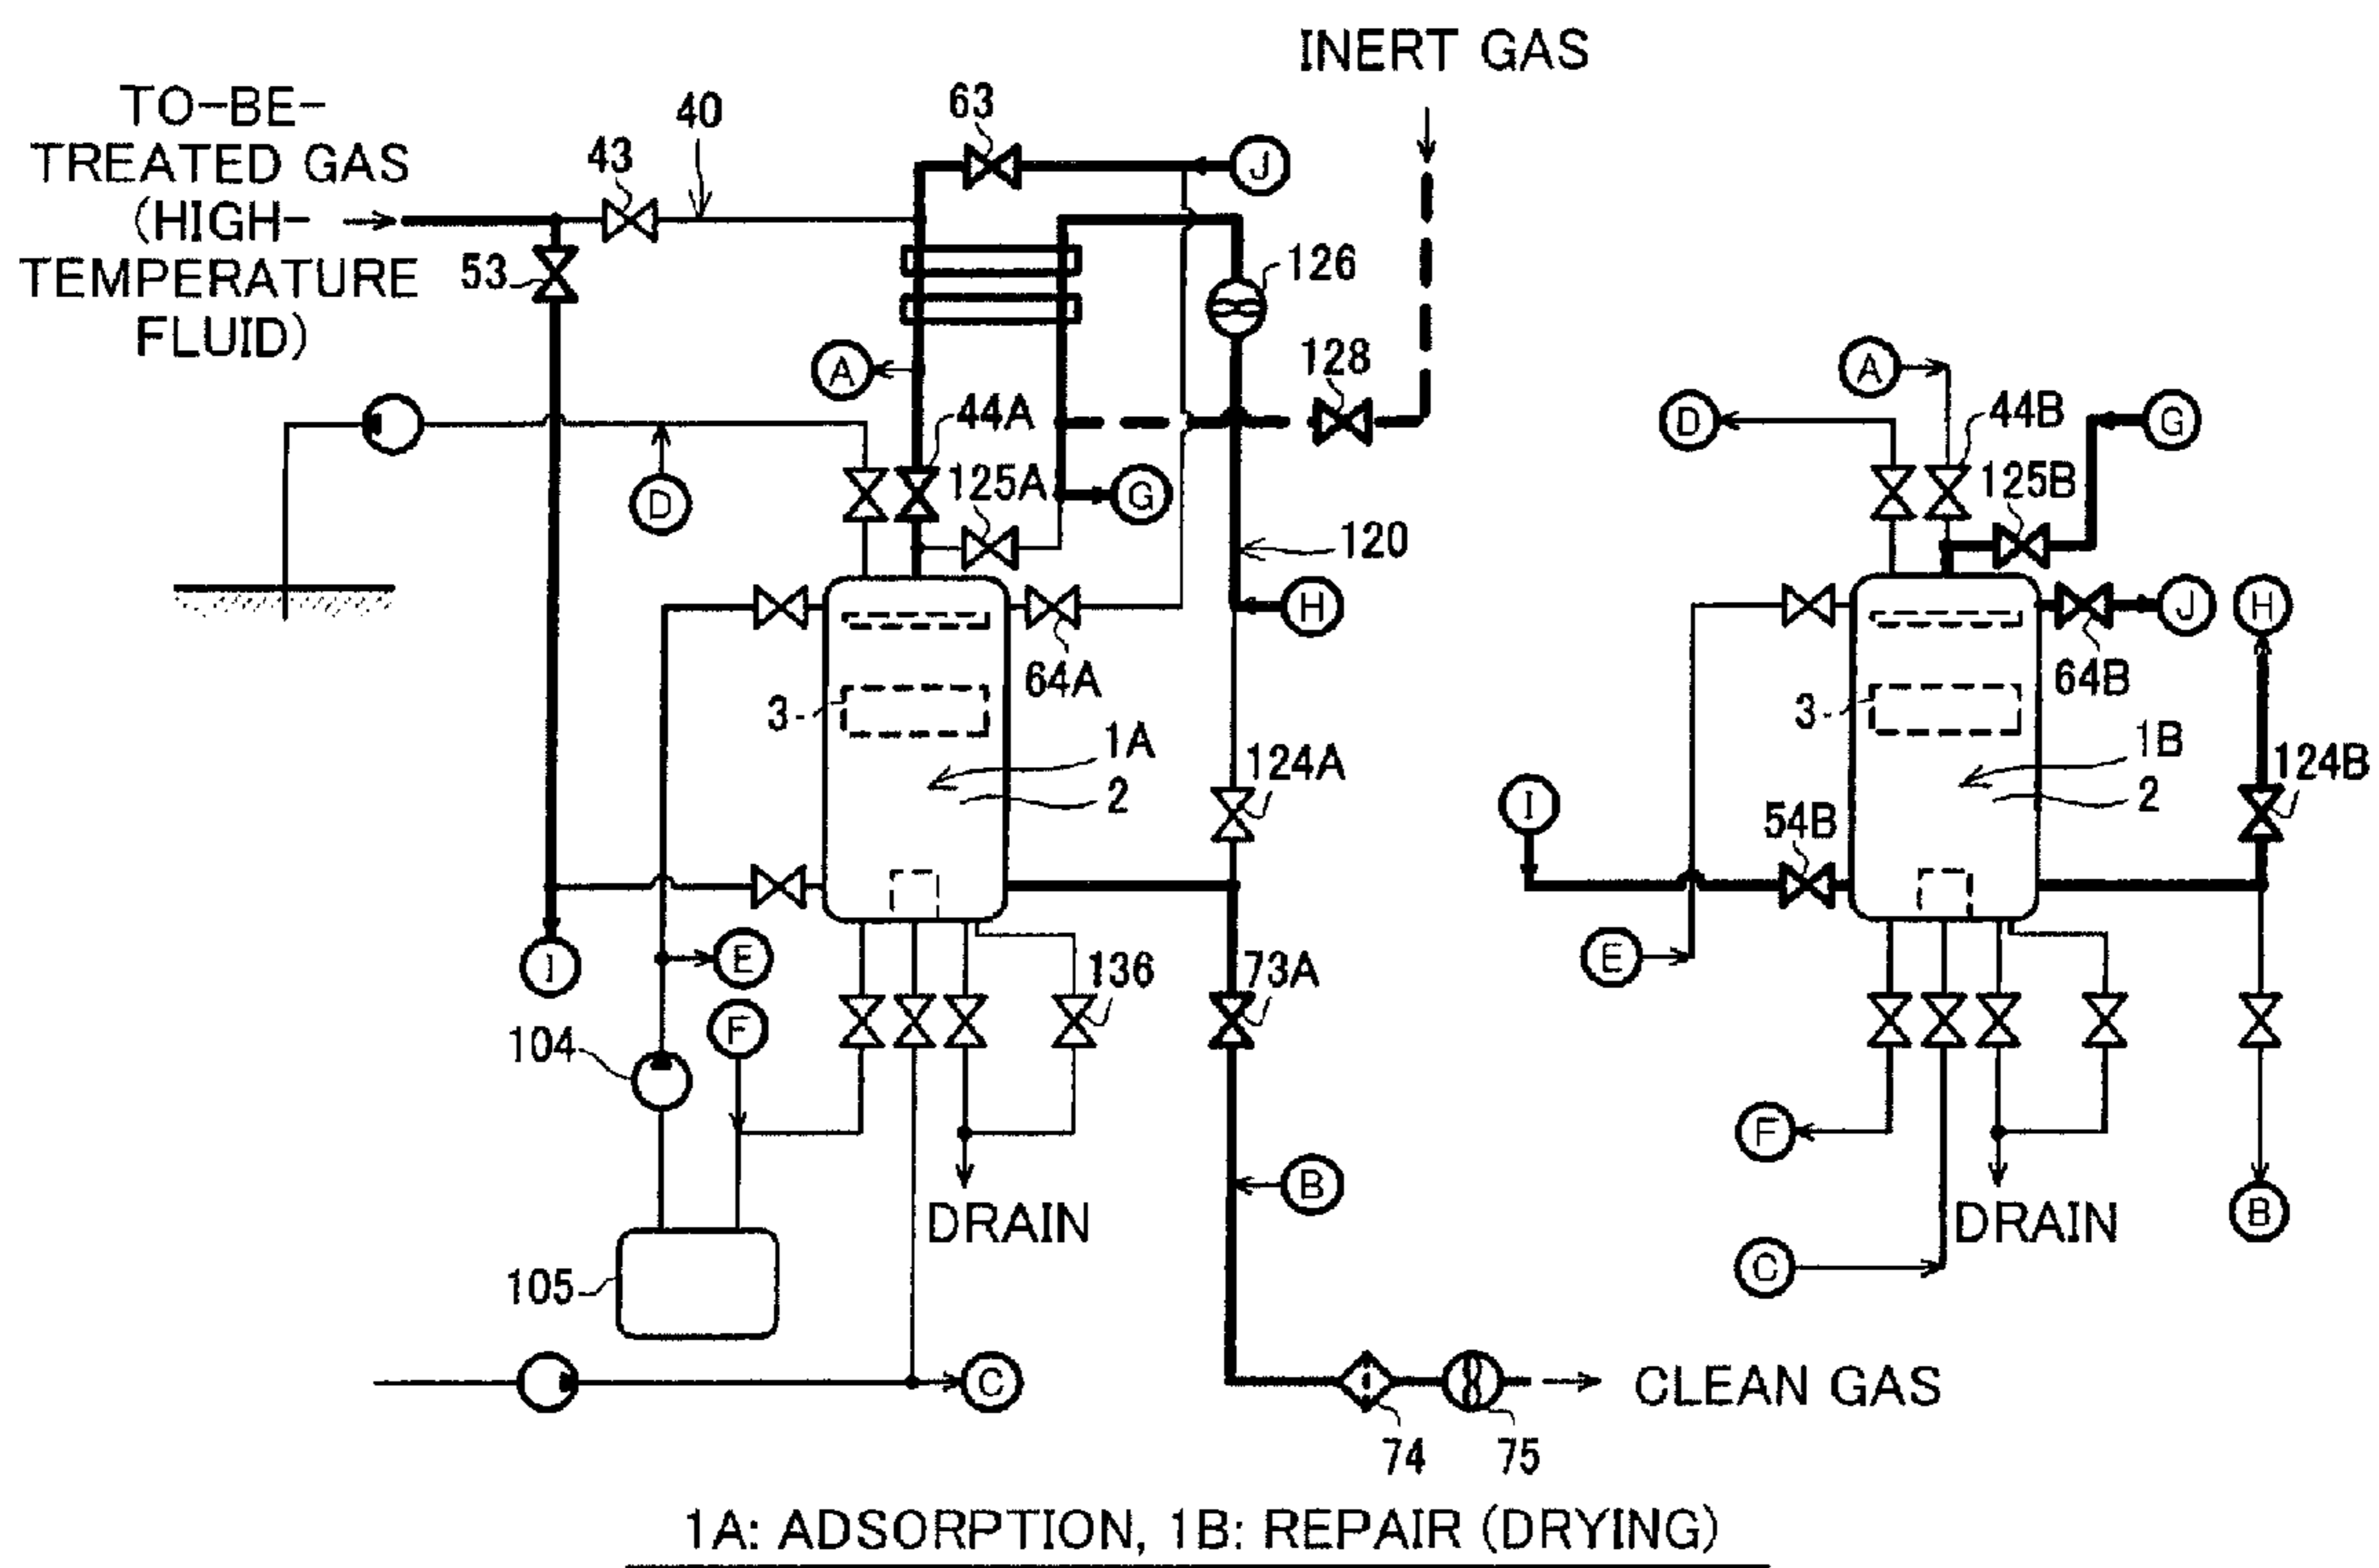 INERT GAS
TO-BE-
TREATED GAS
(HIGH-
TEMPERATURE
FLUID)
40
63
43
J
53
126
128
A
A
44A
44B
D
G
125A
G
125B
D
120
H
J
H
64A
64B
3
3
1A
1B
2
2
124A
124B
I
54B
I
E
E
136
73A
F
104
F
B
DRAIN
DRAIN
B
C
105
C
CLEAN GAS
74
75
1A: ADSORPTION, 1B: REPAIR (DRYING)